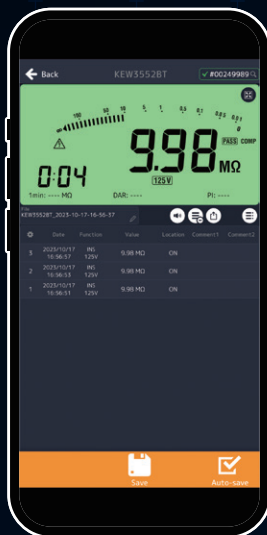 Back KEW3552BT #00249989
100 50 10 5 1 0.5 0.1 0.05 0.01 0
9.98 MΩ
PASS COMP
0:04
125V
1min: ---- MΩ DAR: ---- PI: ----
File
KEW3552BT_2023-10-17-16-56-37
Date Function Value Location Comment1 Comment2
3 2023/10/17 16:56:57 INS 125V 9.98 MΩ ON
2 2023/10/17 16:56:53 INS 125V 9.98 MΩ ON
1 2023/10/17 16:56:51 INS 125V 9.98 MΩ ON
Save Auto-save